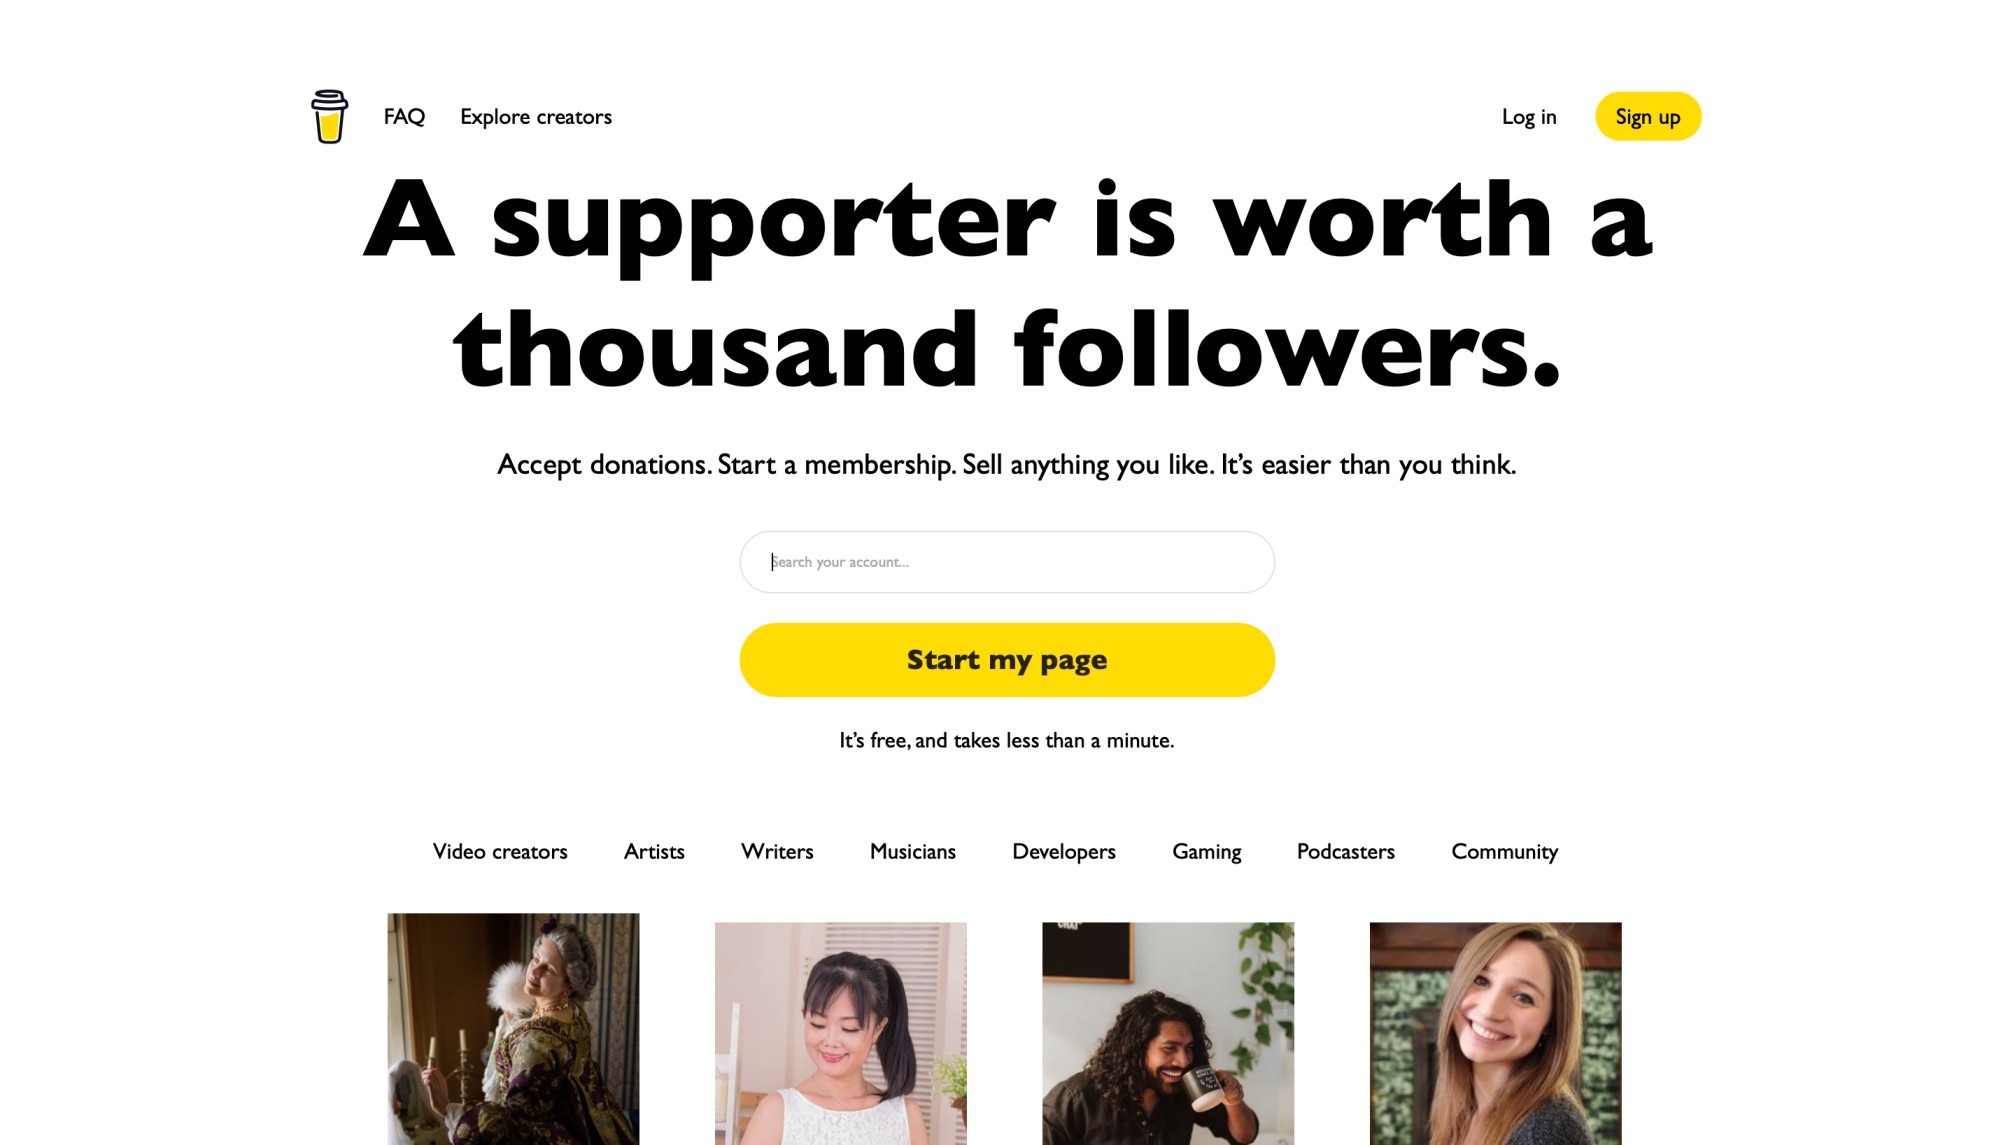 FAQ
Explore creators
Log in
Sign up
A supporter is worth a
thousand followers.
Accept donations. Start a membership. Sell anything you like. It’s easier than you think.
Search your account...
Start my page
It’s free, and takes less than a minute.
Video creators
Artists
Writers
Musicians
Developers
Gaming
Podcasters
Community